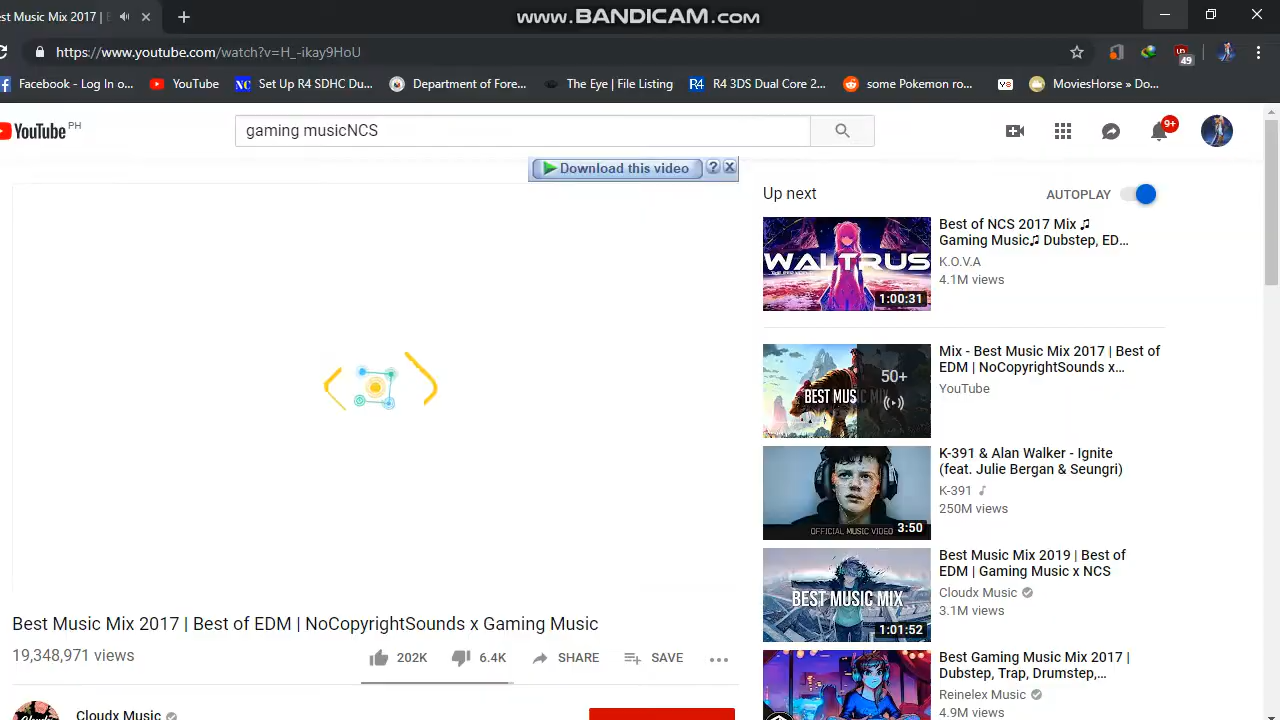 www.BANDICAM.com
est Music Mix 2017 |
https://www.youtube.com/watch?v=H_-ikay9HoU
49
Facebook - Log In o...
YouTube
NC
Set Up R4 SDHC Du...
Department of Fore...
The Eye | File Listing
R4
R4 3DS Dual Core 2...
some Pokemon ro...
MoviesHorse » Do...
YouTube PH
gaming musicNCS
9+
Download this video
?
Up next
AUTOPLAY
WALTRUS
1:00:31
Best of NCS 2017 Mix ♫
Gaming Music♫ Dubstep, ED...
K.O.V.A
4.1M views
BEST MUSIC MIX
50+
Mix - Best Music Mix 2017 | Best of
EDM | NoCopyrightSounds x...
YouTube
OFFICIAL MUSIC VIDEO
3:50
K-391 & Alan Walker - Ignite
(feat. Julie Bergan & Seungri)
K-391
250M views
BEST MUSIC MIX
1:01:52
Best Music Mix 2019 | Best of
EDM | Gaming Music x NCS
Cloudx Music
3.1M views
Best Gaming Music Mix 2017 |
Dubstep, Trap, Drumstep,...
Reinelex Music
4.9M views
Best Music Mix 2017 | Best of EDM | NoCopyrightSounds x Gaming Music
19,348,971 views
202K
6.4K
SHARE
SAVE
Cloudx Music